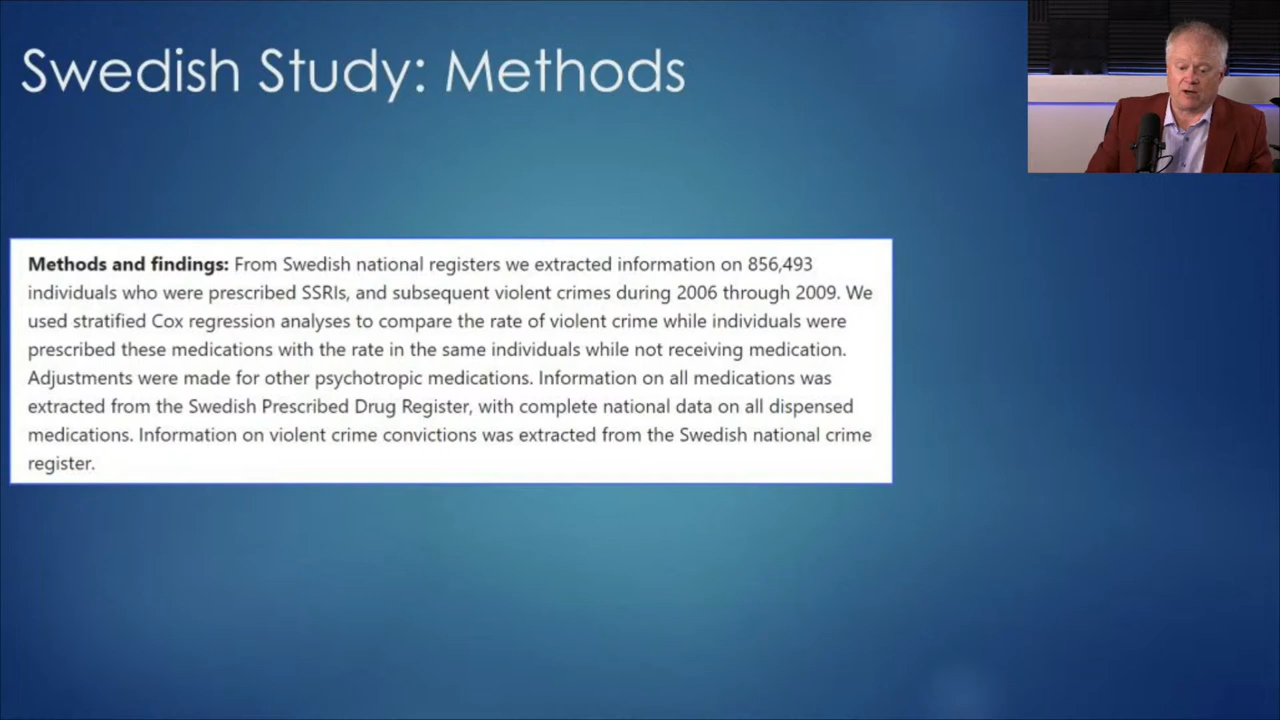 Swedish Study: Methods
Methods and findings: From Swedish national registers we extracted information on 856,493
individuals who were prescribed SSRIs, and subsequent violent crimes during 2006 through 2009. We
used stratified Cox regression analyses to compare the rate of violent crime while individuals were
prescribed these medications with the rate in the same individuals while not receiving medication.
Adjustments were made for other psychotropic medications. Information on all medications was
extracted from the Swedish Prescribed Drug Register, with complete national data on all dispensed
medications. Information on violent crime convictions was extracted from the Swedish national crime
register.